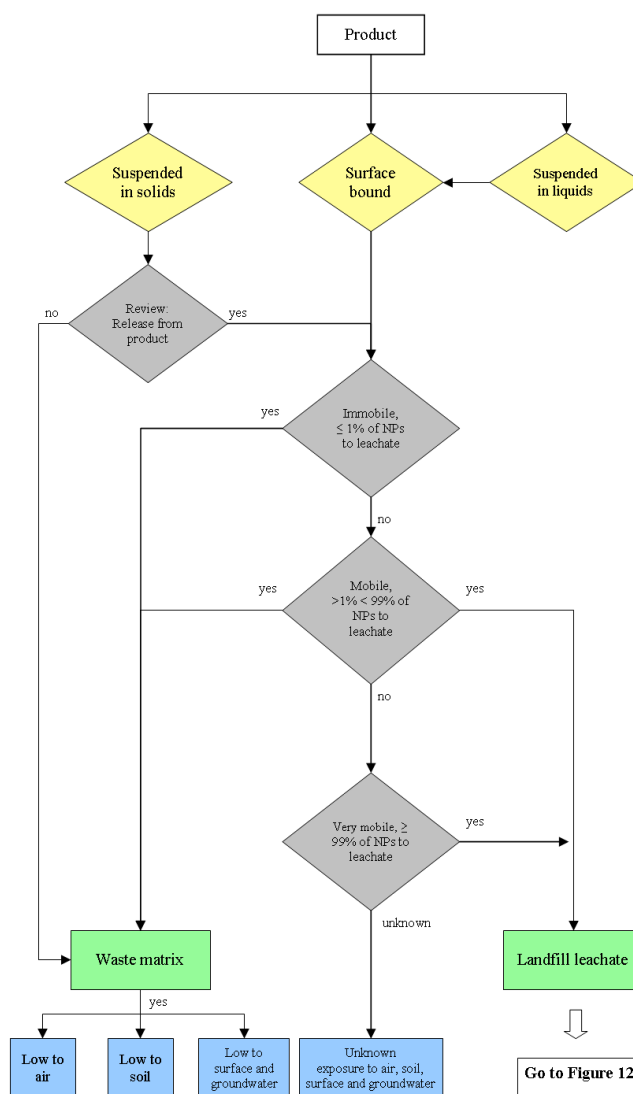 Product
Suspended
in solids
Surface
bound
Suspended
in liquids
no
Review:
Release from
product
yes
yes
Immobile,
≤ 1% of NPs
to leachate
no
yes
Mobile,
>1% < 99% of
NPs to
leachate
yes
no
Very mobile, ≥
99% of NPs to
leachate
yes
unknown
Waste matrix
Landfill leachate
yes
Low to
air
Low to
soil
Low to
surface and
groundwater
Unknown
exposure to air, soil,
surface and groundwater
Go to Figure 12